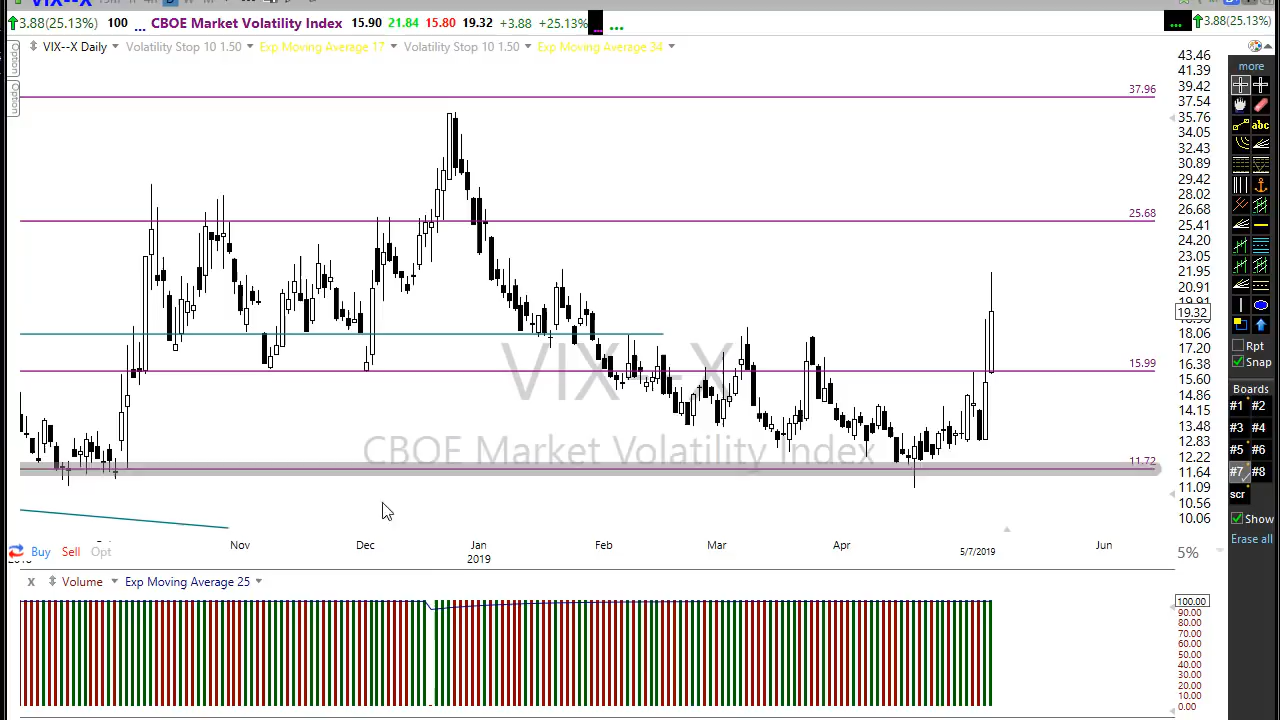 VIX--X
3.88(25.13%) 100 ... CBOE Market Volatility Index 15.90 21.84 15.80 19.32 +3.88 +25.13% ... ... 3.88(25.13%)
VIX--X Daily Volatility Stop 10 1.50 Exp Moving Average 17 Volatility Stop 10 1.50 Exp Moving Average 34
Option
Option
37.96
25.68
15.99
11.72
VIX--X
CBOE Market Volatility Index
43.46
41.39
39.42
37.54
35.76
34.05
32.43
30.89
29.42
28.02
26.68
25.41
24.20
23.05
21.95
20.91
19.91
19.32
18.06
17.20
16.38
15.60
14.86
14.15
13.48
12.83
12.22
11.64
11.09
10.56
10.06
Nov Dec Jan Feb Mar Apr 5/7/2019 Jun
2019
Buy Sell Opt
5%
X Volume Exp Moving Average 25
100.00
90.00
80.00
70.00
60.00
50.00
40.00
30.00
20.00
10.00
0.00
more
abc
Rpt
Snap
Boards
#1 #2
#3 #4
#5 #6
#7 #8
scr
Show
Erase all